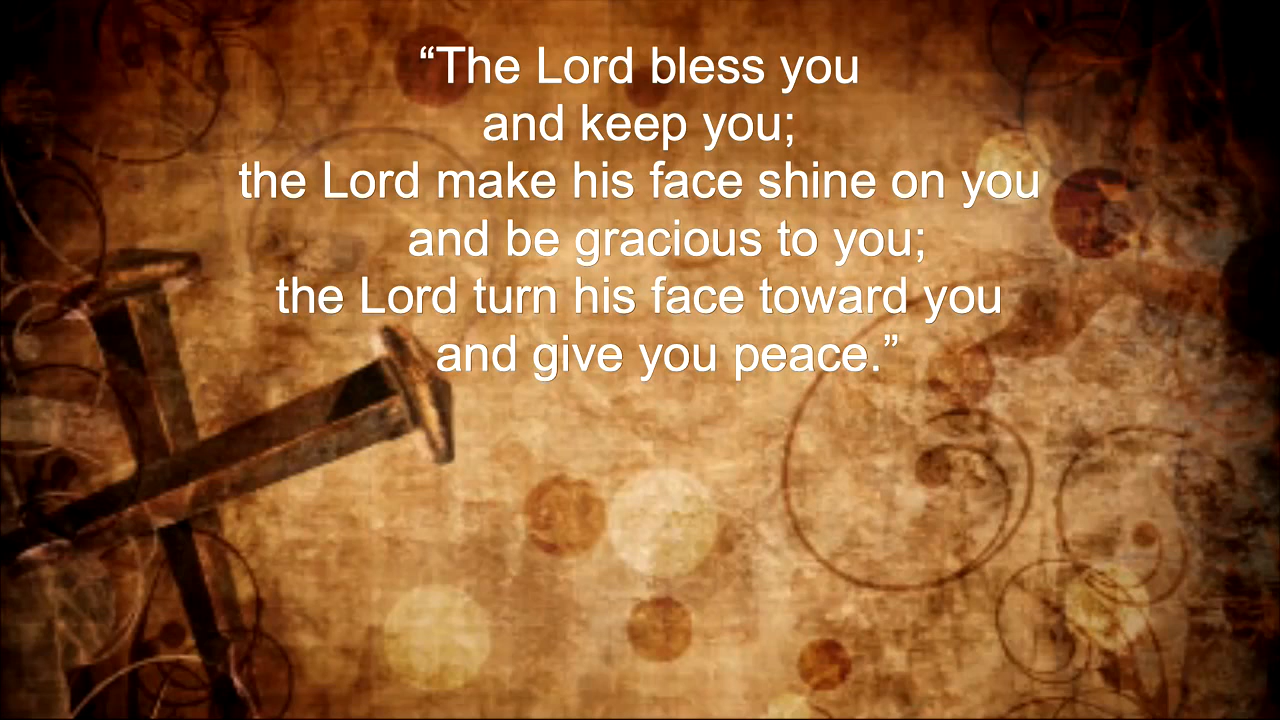 “The Lord bless you
and keep you;
the Lord make his face shine on you
and be gracious to you;
the Lord turn his face toward you
and give you peace.”